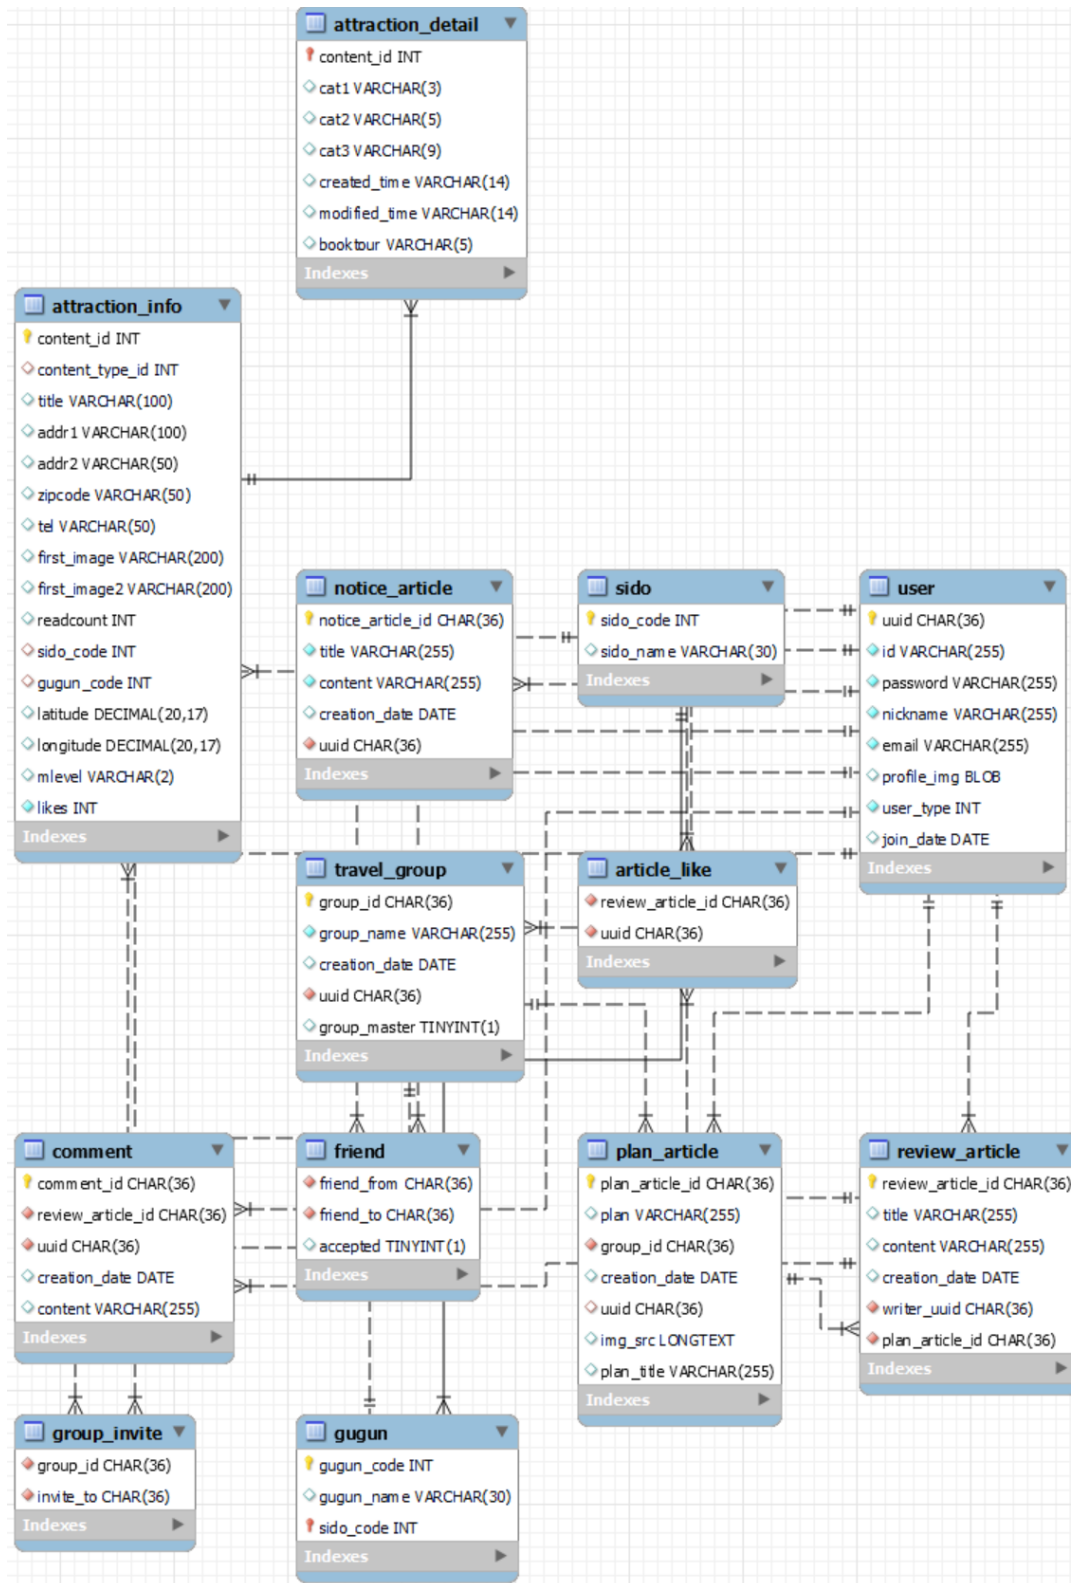 attraction_detail
content_id INT
cat1 VARCHAR(3)
cat2 VARCHAR(5)
cat3 VARCHAR(9)
created_time VARCHAR(14)
modified_time VARCHAR(14)
booktour VARCHAR(5)
Indexes
attraction_info
content_id INT
content_type_id INT
title VARCHAR(100)
addr1 VARCHAR(100)
addr2 VARCHAR(50)
zipcode VARCHAR(50)
tel VARCHAR(50)
first_image VARCHAR(200)
first_image2 VARCHAR(200)
readcount INT
sido_code INT
gugun_code INT
latitude DECIMAL(20,17)
longitude DECIMAL(20,17)
mlevel VARCHAR(2)
likes INT
Indexes
notice_article
notice_article_id CHAR(36)
title VARCHAR(255)
content VARCHAR(255)
creation_date DATE
uuid CHAR(36)
Indexes
sido
sido_code INT
sido_name VARCHAR(30)
Indexes
user
uuid CHAR(36)
id VARCHAR(255)
password VARCHAR(255)
nickname VARCHAR(255)
email VARCHAR(255)
profile_img BLOB
user_type INT
join_date DATE
Indexes
travel_group
group_id CHAR(36)
group_name VARCHAR(255)
creation_date DATE
uuid CHAR(36)
group_master TINYINT(1)
Indexes
article_like
review_article_id CHAR(36)
uuid CHAR(36)
Indexes
comment
comment_id CHAR(36)
review_article_id CHAR(36)
uuid CHAR(36)
creation_date DATE
content VARCHAR(255)
Indexes
friend
friend_from CHAR(36)
friend_to CHAR(36)
accepted TINYINT(1)
Indexes
plan_article
plan_article_id CHAR(36)
plan VARCHAR(255)
group_id CHAR(36)
creation_date DATE
uuid CHAR(36)
img_src LONGTEXT
plan_title VARCHAR(255)
Indexes
review_article
review_article_id CHAR(36)
title VARCHAR(255)
content VARCHAR(255)
creation_date DATE
writer_uuid CHAR(36)
plan_article_id CHAR(36)
Indexes
group_invite
group_id CHAR(36)
invite_to CHAR(36)
Indexes
gugun
gugun_code INT
gugun_name VARCHAR(30)
sido_code INT
Indexes